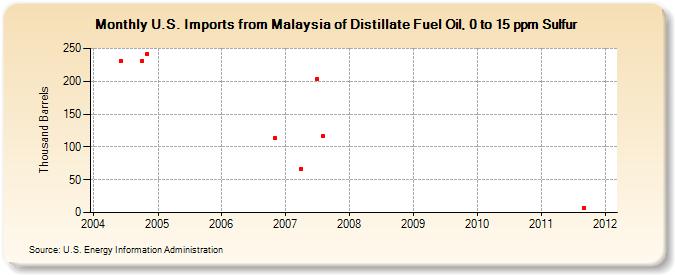 Monthly U.S. Imports from Malaysia of Distillate Fuel Oil, 0 to 15 ppm Sulfur
Thousand Barrels
250
200
150
100
50
0
2004 2005 2006 2007 2008 2009 2010 2011 2012
Source: U.S. Energy Information Administration